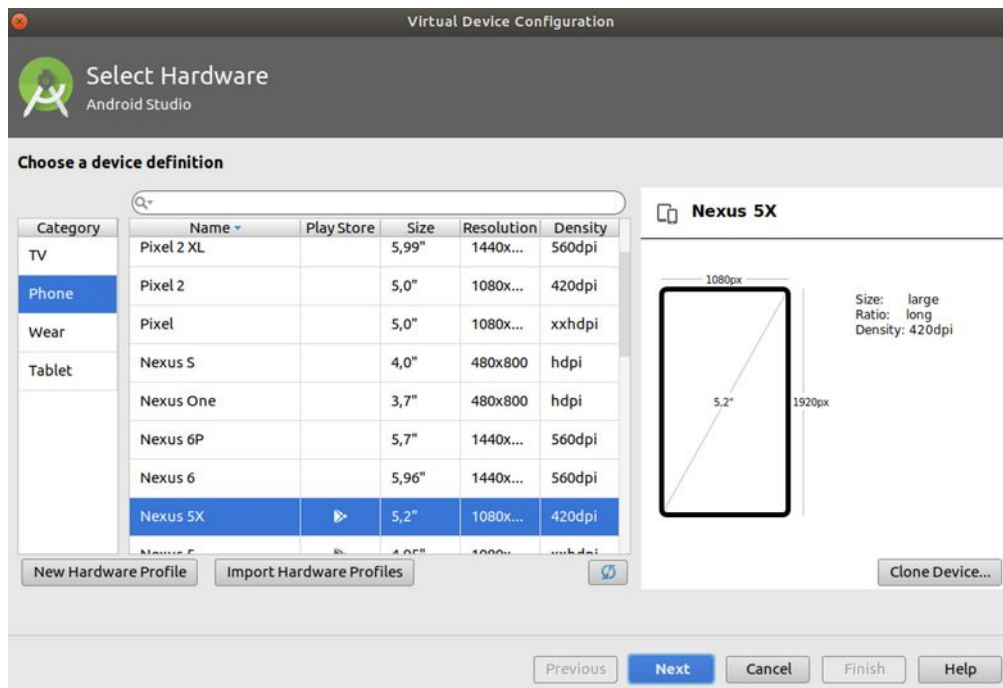 Virtual Device Configuration
Select Hardware
Android Studio
Choose a device definition
Category
TV
Phone
Wear
Tablet
Name Play Store Size Resolution Density
Pixel 2 XL 5,99" 1440x... 560dpi
Pixel 2 5,0" 1080x... 420dpi
Pixel 5,0" 1080x... xxhdpi
Nexus S 4,0" 480x800 hdpi
Nexus One 3,7" 480x800 hdpi
Nexus 6P 5,7" 1440x... 560dpi
Nexus 6 5,96" 1440x... 560dpi
Nexus 5X 5,2" 1080x... 420dpi
New Hardware Profile Import Hardware Profiles
Nexus 5X
1080px
5,2"
1920px
Size: large
Ratio: long
Density: 420dpi
Clone Device...
Previous Next Cancel Finish Help